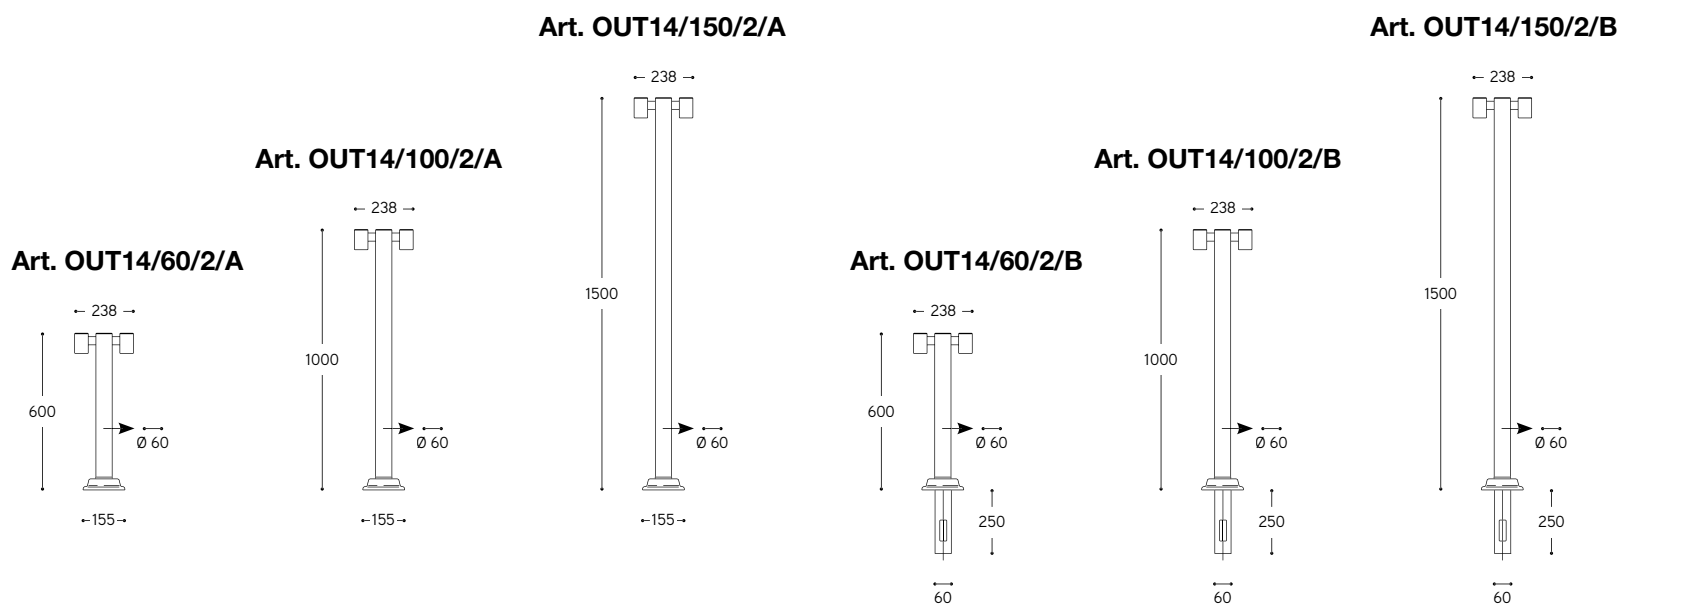 Art. OUT14/60/2/A
238
600
Ø 60
155
Art. OUT14/100/2/A
238
1000
Ø 60
155
Art. OUT14/150/2/A
238
1500
Ø 60
155
Art. OUT14/60/2/B
238
600
Ø 60
250
60
Art. OUT14/100/2/B
238
1000
Ø 60
250
60
Art. OUT14/150/2/B
238
1500
Ø 60
250
60